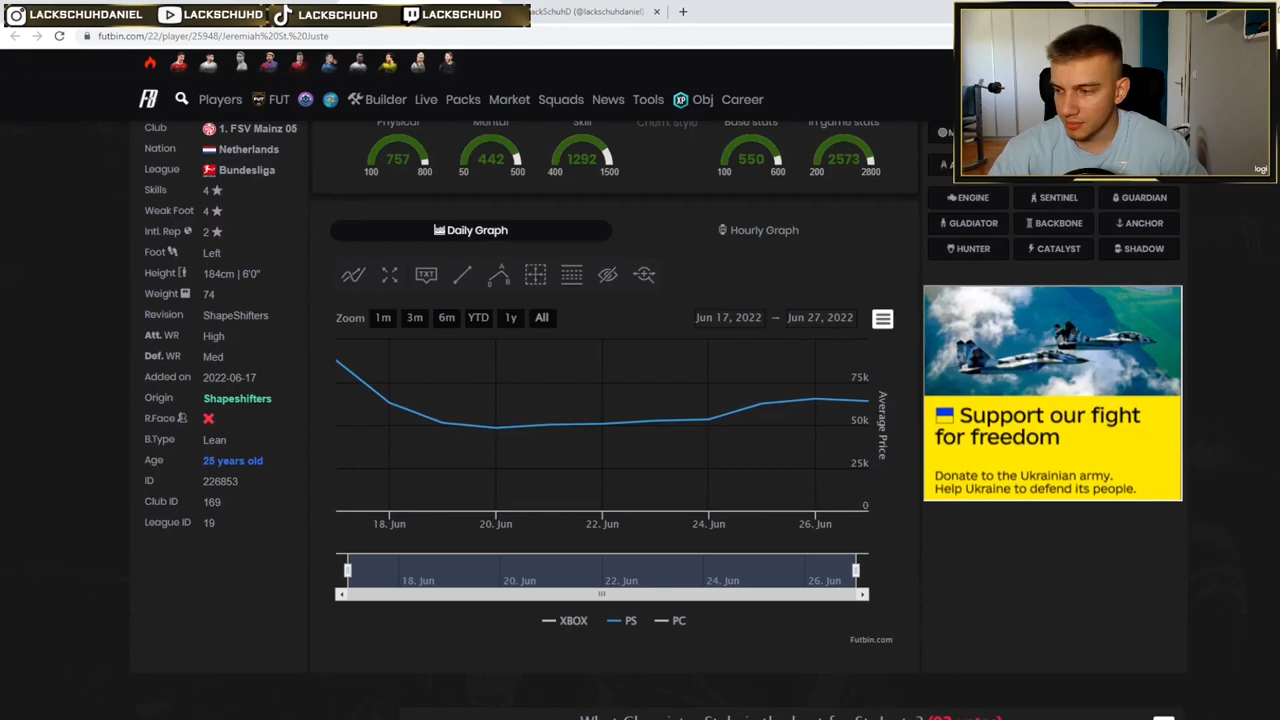 LACKSCHUHDANIEL LACKSCHUHD LACKSCHUHD LACKSCHUHD
ackSchuhD (@lackschuhdaniel) × +
futbin.com/22/player/25948/Jeremiah%20St.%20Juste
Players FUT Builder Live Packs Market Squads News Tools XP Obj Career
Club 1. FSV Mainz 05
Nation Netherlands
League Bundesliga
Skills 4
Weak Foot 4
Intl. Rep 2
Foot Left
Height 184cm | 6'0"
Weight 74
Revision ShapeShifters
Att. WR High
Def. WR Med
Added on 2022-06-17
Origin Shapeshifters
R.Face
B.Type Lean
Age 25 years old
ID 226853
Club ID 169
League ID 19
Physical Mental Skill Chem. Style Base stats In game stats
757 442 1292 550 2573
100 800 50 500 400 1500 100 600 200 2800
Daily Graph Hourly Graph
TXT
Zoom 1m 3m 6m YTD 1y All Jun 17, 2022 → Jun 27, 2022
75k
50k
25k
0
Average Price
18. Jun 20. Jun 22. Jun 24. Jun 26. Jun
18. Jun 20. Jun 22. Jun 24. Jun 26. Jun
XBOX PS PC
Futbin.com
ENGINE SENTINEL GUARDIAN
GLADIATOR BACKBONE ANCHOR
HUNTER CATALYST SHADOW
Support our fight
for freedom
Donate to the Ukrainian army.
Help Ukraine to defend its people.
logi